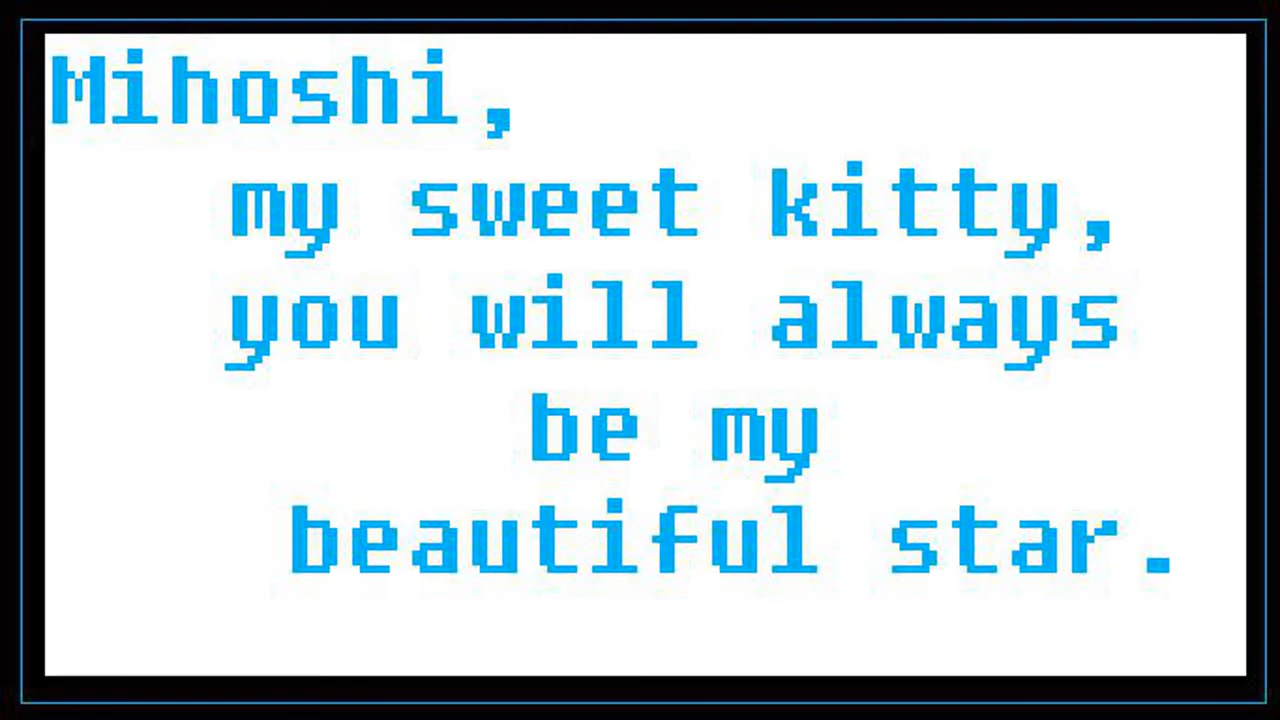 Mihoshi,
my sweet kitty,
you will always
be my
beautiful star.